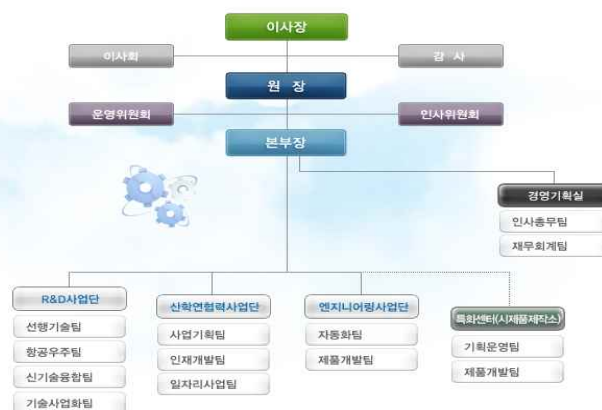 이사장
이사회
감 사
원 장
운영위원회
인사위원회
본부장
경영기획실
인사총무팀
재무회계팀
R&D사업단
선행기술팀
항공우주팀
신기술융합팀
기술사업화팀
산학연협력사업단
사업기획팀
인재개발팀
일자리사업팀
엔지니어링사업단
자동화팀
제품개발팀
특화센터(시제품제작소)
기획운영팀
제품개발팀